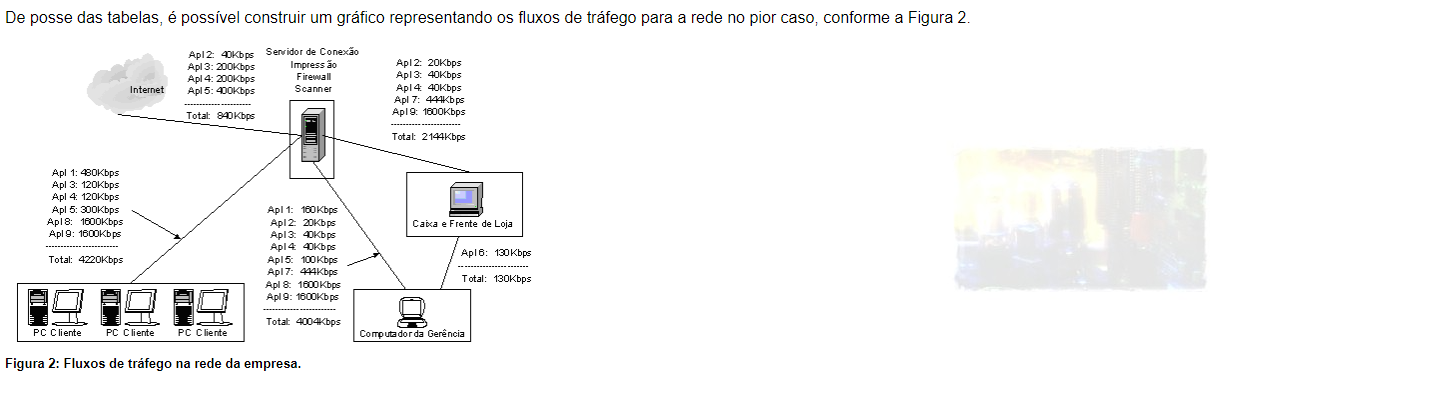 De posse das tabelas, é possível construir um gráfico representando os fluxos de tráfego para a rede no pior caso, conforme a Figura 2.
Internet
Apl 2: 40Kbps
Apl 3: 200Kbps
Apl 4: 200Kbps
Apl 5: 400Kbps
Total: 840Kbps
Servidor de Conexão
Impressão
Firewall
Scanner
Apl 2: 20Kbps
Apl 3: 40Kbps
Apl 4: 40Kbps
Apl 7: 444Kbps
Apl 9: 1600Kbps
Total: 2144Kbps
Apl 1: 480Kbps
Apl 3: 120Kbps
Apl 4: 120Kbps
Apl 5: 300Kbps
Apl 8: 1600Kbps
Apl 9: 1600Kbps
Total: 4220Kbps
Apl 1: 160Kbps
Apl 2: 20Kbps
Apl 3: 40Kbps
Apl 4: 40Kbps
Apl 5: 100Kbps
Apl 7: 444Kbps
Apl 8: 1600Kbps
Apl 9: 1600Kbps
Total: 4004Kbps
Caixa e Frente de Loja
Apl 6: 130Kbps
Total: 130Kbps
PC Cliente
PC Cliente
PC Cliente
Computador da Gerência
Figura 2: Fluxos de tráfego na rede da empresa.